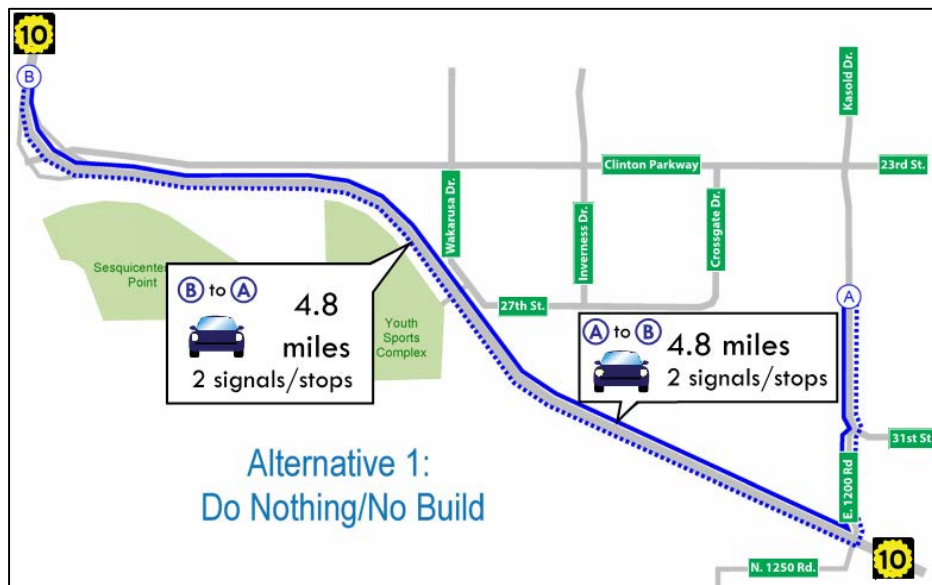 10
B
Kasold Dr.
Clinton Parkway
23rd St.
Wakarusa Dr.
Inverness Dr.
Crossgate Dr.
Sesquicenten
Point
B to A
4.8
miles
2 signals/stops
27th St.
A
Youth
Sports
Complex
A to B
4.8 miles
2 signals/stops
31st St
Alternative 1:
Do Nothing/No Build
E. 1200 Rd
10
N. 1250 Rd.